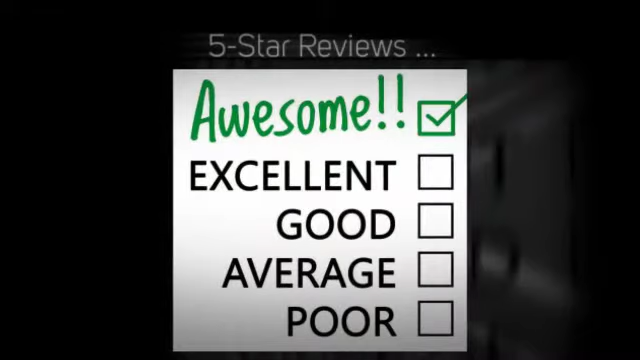 5-Star Reviews ...
Awesome!!
EXCELLENT
GOOD
AVERAGE
POOR